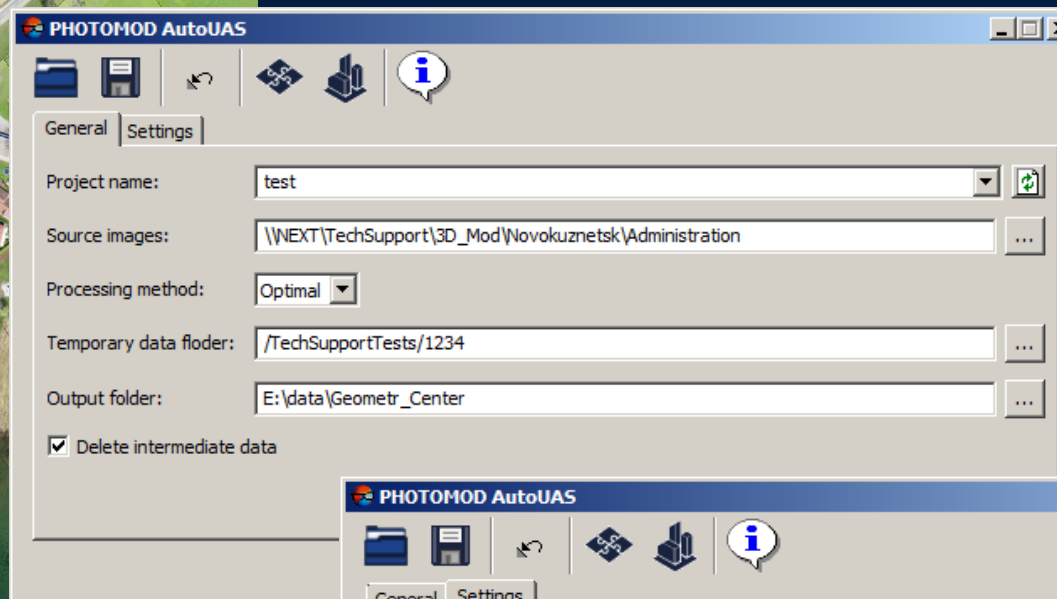 PHOTOMOD AutoUAS
General Settings
Project name: test
Source images: \\NEXT\TechSupport\3D_Mod\Novokuznetsk\Administration ...
Processing method: Optimal
Temporary data floder: /TechSupportTests/1234 ...
Output folder: E:\data\Geometr_Center ...
Delete intermediate data
PHOTOMOD AutoUAS
General Settings